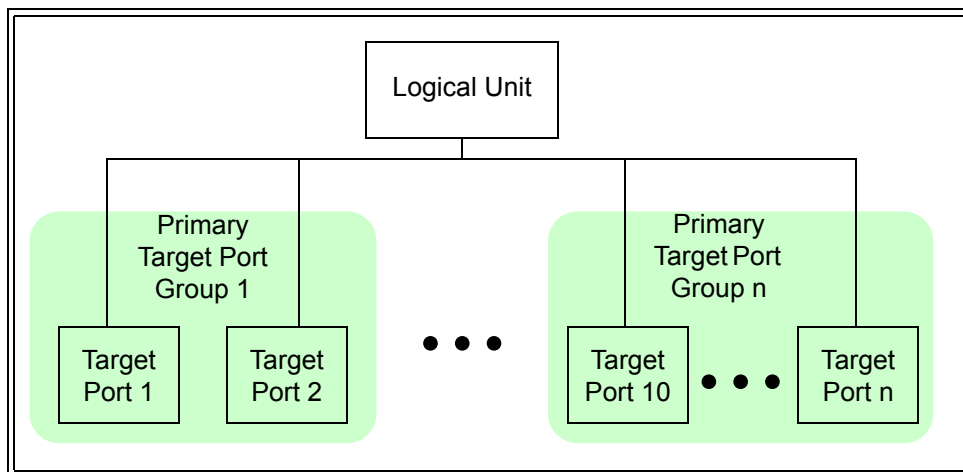 Logical Unit
Primary
Target Port
Group 1
Primary
Target Port
Group n
Target
Port 1
Target
Port 2
Target
Port 10
Target
Port n